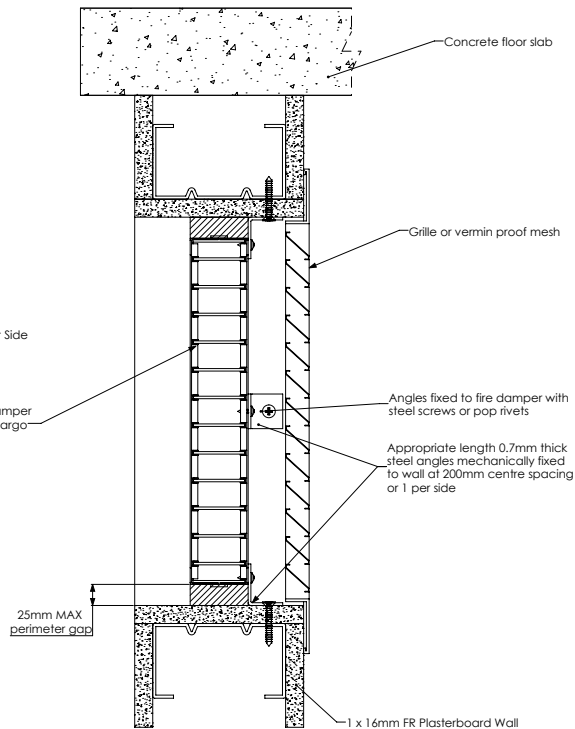 Concrete floor slab
Grille or vermin proof mesh
Side
Angles fixed to fire damper with
steel screws or pop rivets
Appropriate length 0.7mm thick
steel angles mechanically fixed
to wall at 200mm centre spacing
or 1 per side
25mm MAX
perimeter gap
1 x 16mm FR Plasterboard Wall